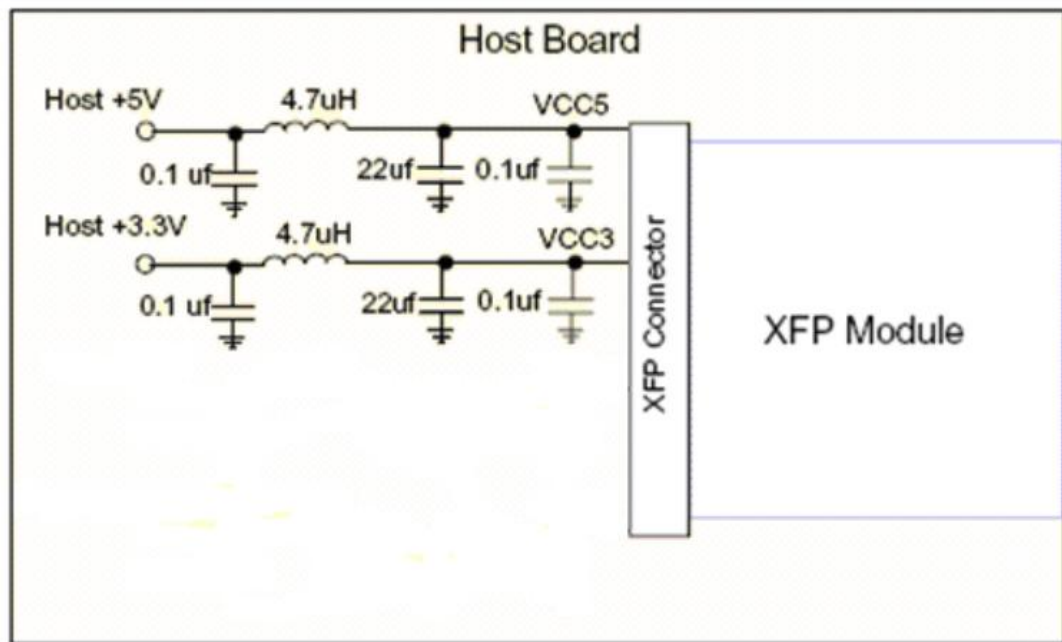 Host Board
Host +5V
4.7uH
VCC5
0.1 uf
22uf
0.1uf
Host +3.3V
4.7uH
VCC3
0.1 uf
22uf
0.1uf
XFP Connector
XFP Module